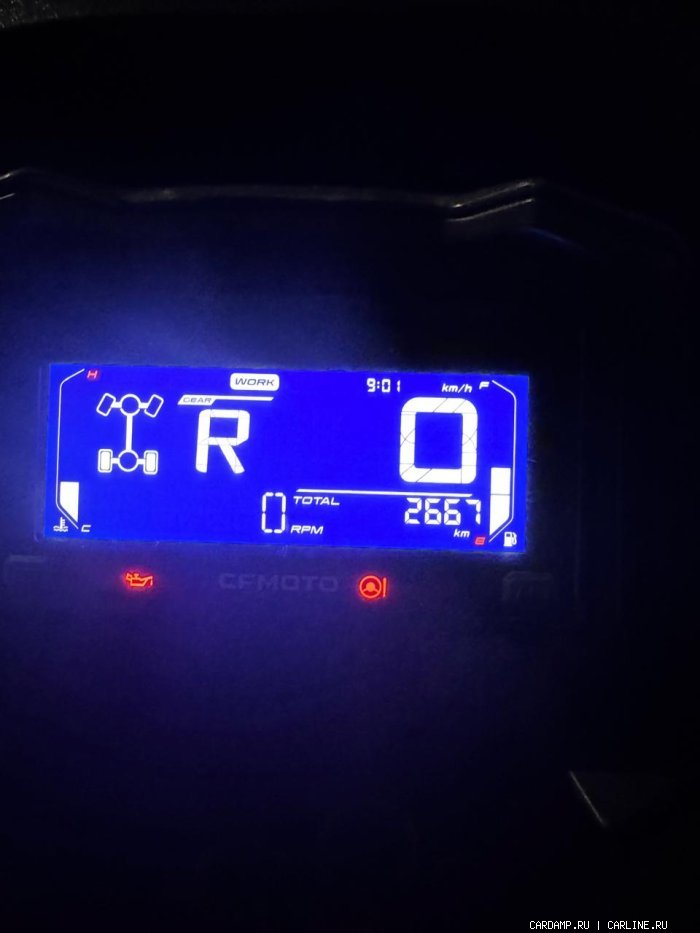 H
WORK
9:01
km/h
F
GEAR
R
0
TOTAL
2667
0
RPM
km
C
E
CFMOTO
CARDAMP.RU | CARLINE.RU